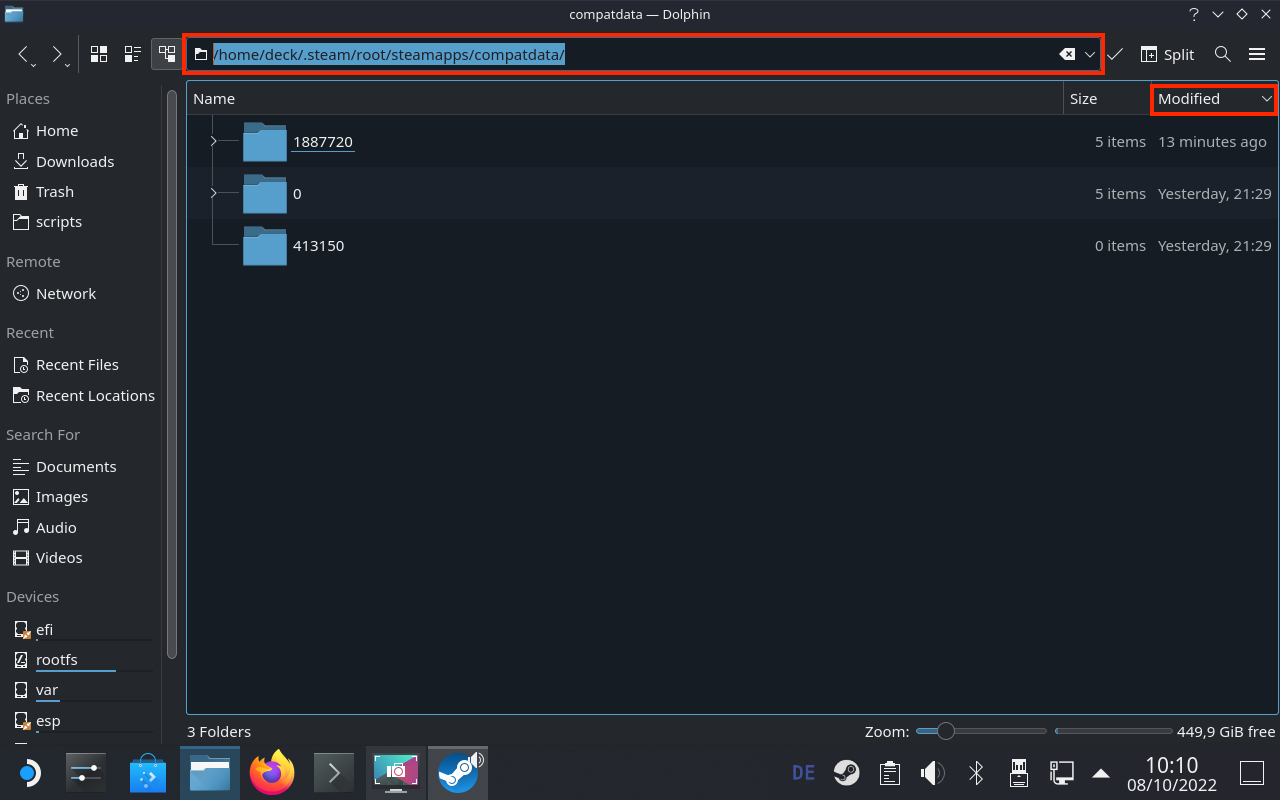 compatdata — Dolphin
/home/deck/.steam/root/steamapps/compatdata/
Split
Places
Home
Downloads
Trash
scripts
Remote
Network
Recent
Recent Files
Recent Locations
Search For
Documents
Images
Audio
Videos
Devices
efi
rootfs
var
esp
Name Size Modified
1887720 5 items 13 minutes ago
0 5 items Yesterday, 21:29
413150 0 items Yesterday, 21:29
3 Folders Zoom: 449,9 GiB free
DE 10:10
08/10/2022